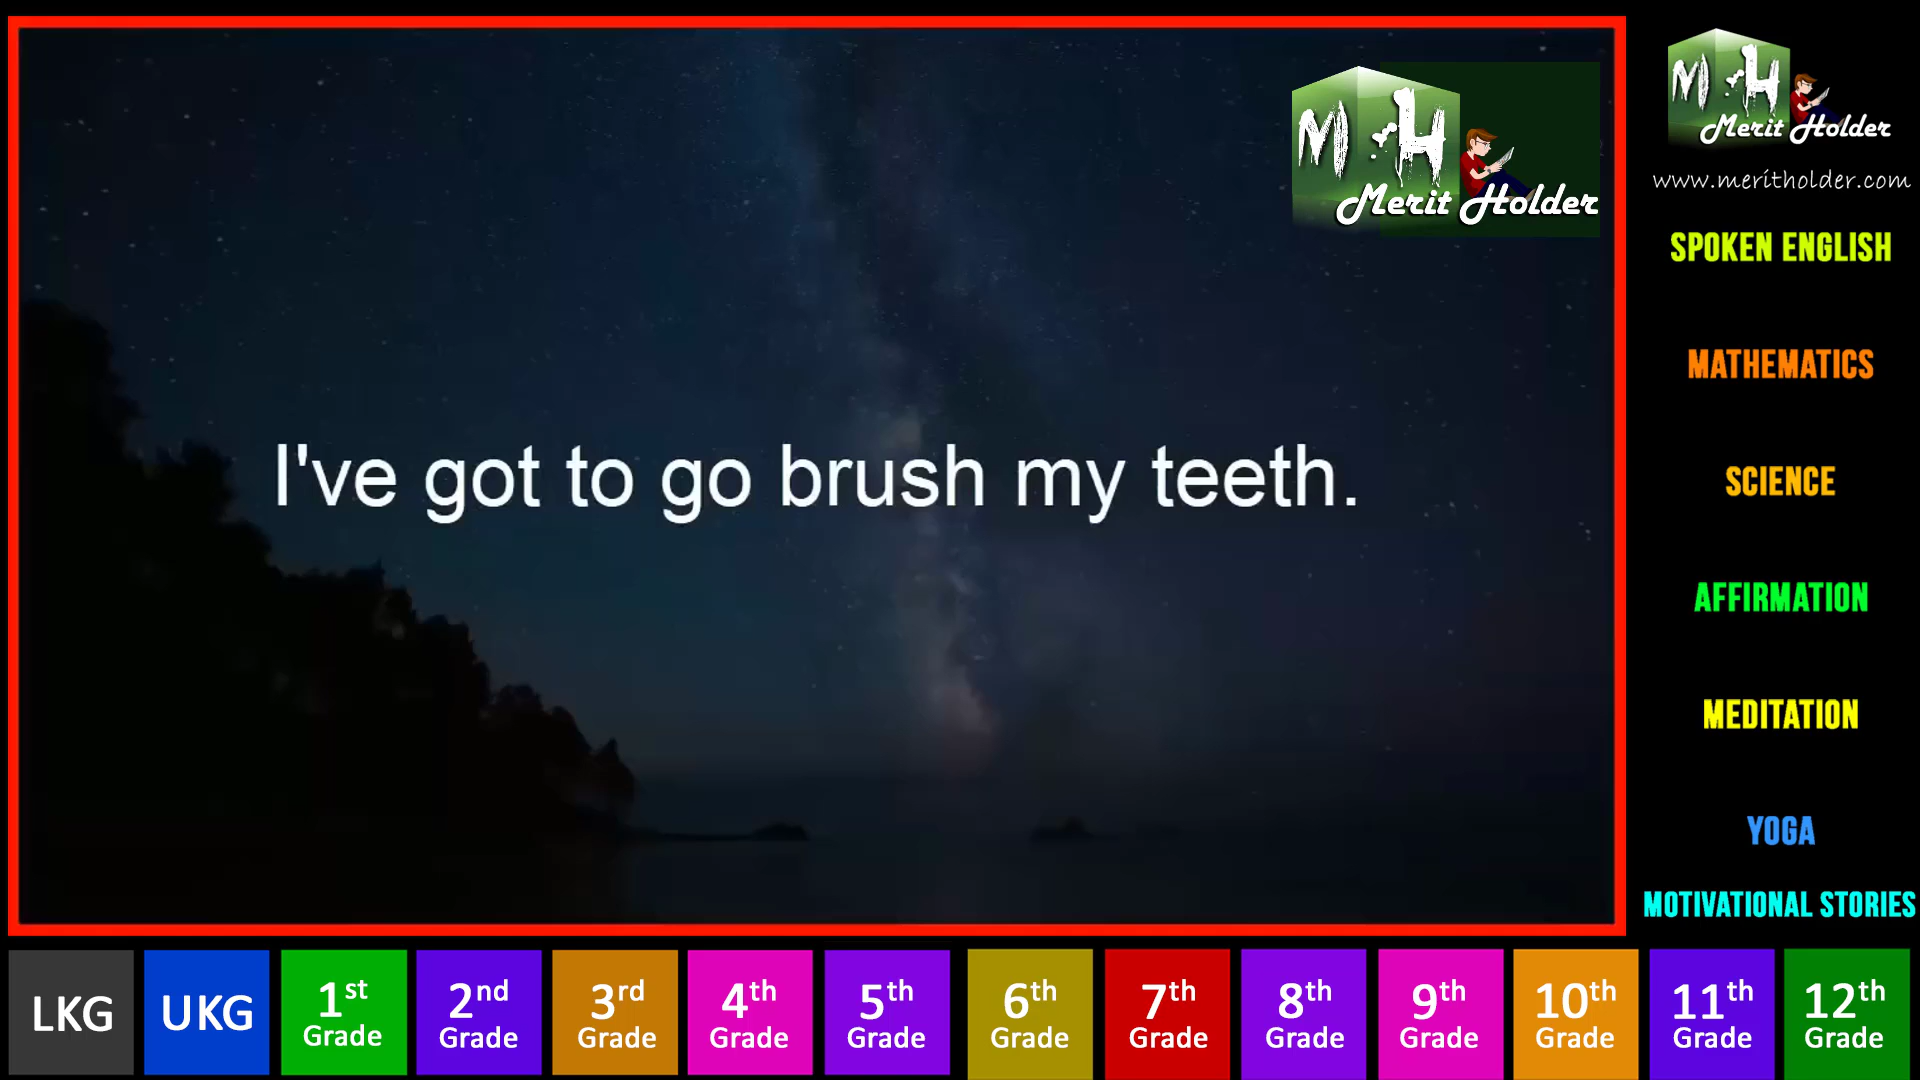 M H
Merit Holder
I've got to go brush my teeth.
M H
Merit Holder
www.meritholder.com
SPOKEN ENGLISH
MATHEMATICS
SCIENCE
AFFIRMATION
MEDITATION
YOGA
MOTIVATIONAL STORIES
LKG
UKG
1st
Grade
2nd
Grade
3rd
Grade
4th
Grade
5th
Grade
6th
Grade
7th
Grade
8th
Grade
9th
Grade
10th
Grade
11th
Grade
12th
Grade